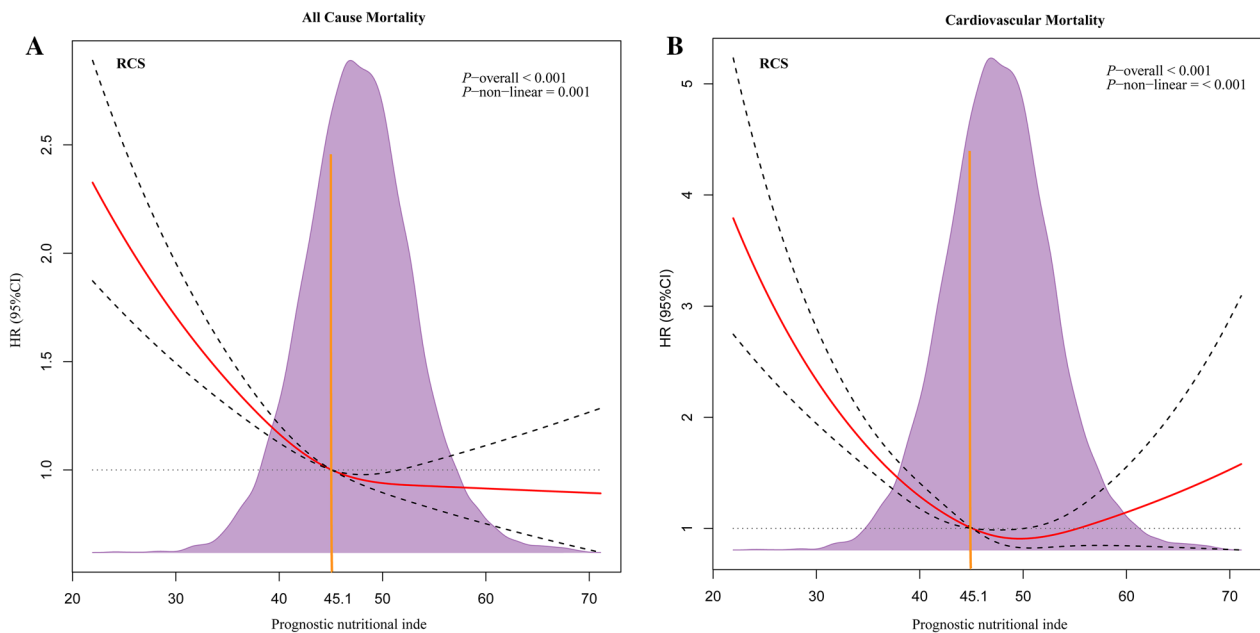 All Cause Mortality
A
RCS
P−overall < 0.001
P−non−linear = 0.001
HR (95%CI)
2.5
2.0
1.5
1.0
20
30
40
45.1
50
60
70
Prognostic nutritional inde
Cardiovascular Mortality
B
RCS
P−overall < 0.001
P−non−linear = < 0.001
HR (95%CI)
5
4
3
2
1
20
30
40
45.1
50
60
70
Prognostic nutritional inde